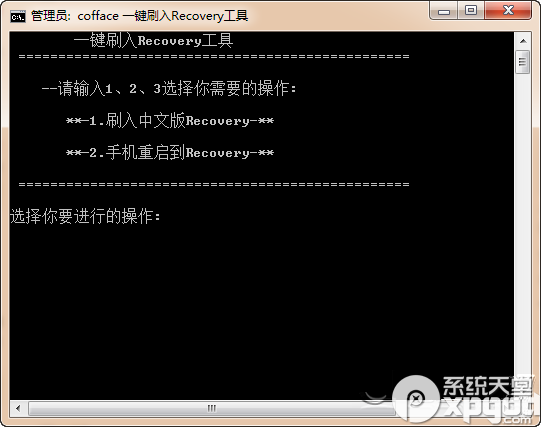 管理员: cofface 一键刷入Recovery工具
一键刷入Recovery工具
=================================================
--请输入1、2、3选择你需要的操作:
**-1.刷入中文版Recovery-**
**-2.手机重启到Recovery-**
=================================================
选择你要进行的操作:
系统天堂